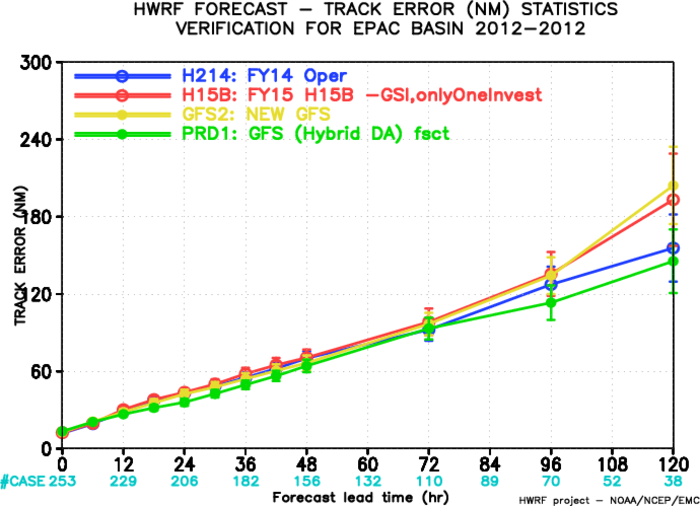 HWRF FORECAST − TRACK ERROR (NM) STATISTICS
VERIFICATION FOR EPAC BASIN 2012−2012
H214: FY14 Oper
H15B: FY15 H15B −GSI,onlyOneInvest
GFS2: NEW GFS
PRD1: GFS (Hybrid DA) fsct
TRACK ERROR (NM)
300
240
180
120
60
0
0 12 24 36 48 60 72 84 96 108 120
#CASE 253 229 206 182 156 132 110 89 70 52 38
Forecast lead time (hr)
HWRF project − NOAA/NCEP/EMC